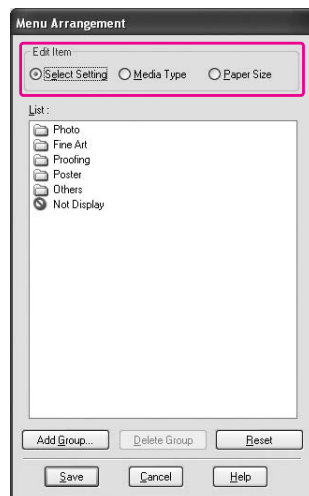 Menu Arrangement
Edit Item
Select Setting Media Type Paper Size
List :
Photo
Fine Art
Proofing
Poster
Others
Not Display
Add Group... Delete Group Reset
Save Cancel Help